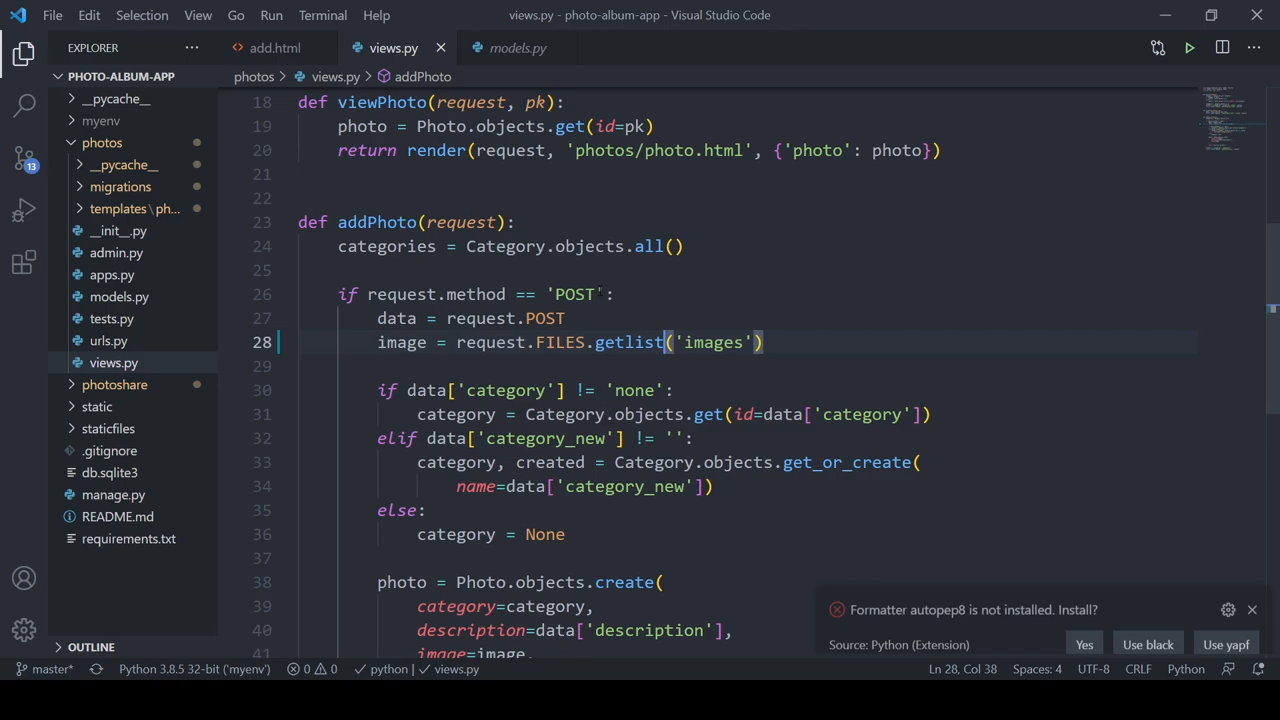 File Edit Selection View Go Run Terminal Help
views.py - photo-album-app - Visual Studio Code
EXPLORER
PHOTO-ALBUM-APP
__pycache__
myenv
photos
__pycache__
migrations
templates\ph...
__init__.py
admin.py
apps.py
models.py
tests.py
urls.py
views.py
photoshare
static
staticfiles
.gitignore
db.sqlite3
manage.py
README.md
requirements.txt
OUTLINE
13
add.html views.py models.py
photos > views.py > addPhoto
18 def viewPhoto(request, pk):
19 photo = Photo.objects.get(id=pk)
20 return render(request, 'photos/photo.html', {'photo': photo})
21
22
23 def addPhoto(request):
24 categories = Category.objects.all()
25
26 if request.method == 'POST':
27 data = request.POST
28 image = request.FILES.getlist('images')
29
30 if data['category'] != 'none':
31 category = Category.objects.get(id=data['category'])
32 elif data['category_new'] != '':
33 category, created = Category.objects.get_or_create(
34 name=data['category_new'])
35 else:
36 category = None
37
38 photo = Photo.objects.create(
39 category=category,
40 description=data['description'],
41 image=image,
Formatter autopep8 is not installed. Install?
Source: Python (Extension)
Yes Use black Use yapf
master* Python 3.8.5 32-bit ('myenv') 0 0 python | views.py Ln 28, Col 38 Spaces: 4 UTF-8 CRLF Python